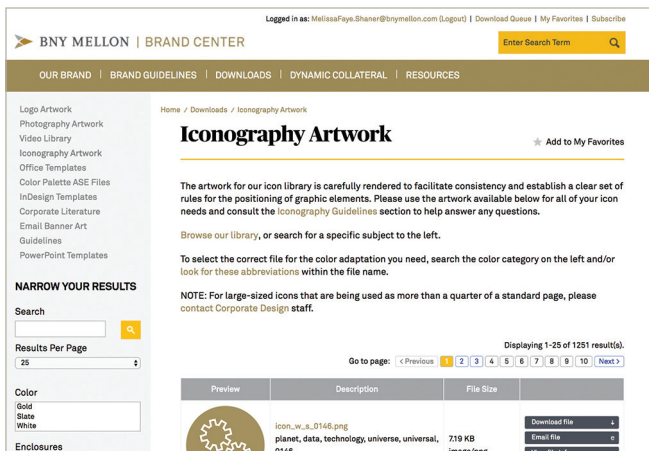 Logged in as: MelissaFaye.Shaner@bnymellon.com (Logout) | Download Queue | My Favorites | Subscribe
BNY MELLON | BRAND CENTER
Enter Search Term
OUR BRAND | BRAND GUIDELINES | DOWNLOADS | DYNAMIC COLLATERAL | RESOURCES
Logo Artwork
Photography Artwork
Video Library
Iconography Artwork
Office Templates
Color Palette ASE Files
InDesign Templates
Corporate Literature
Email Banner Art
Guidelines
PowerPoint Templates
NARROW YOUR RESULTS
Search
Results Per Page
25
Color
Gold
Slate
White
Enclosures
Home / Downloads / Iconography Artwork
Iconography Artwork
Add to My Favorites
The artwork for our icon library is carefully rendered to facilitate consistency and establish a clear set of
rules for the positioning of graphic elements. Please use the artwork available below for all of your icon
needs and consult the Iconography Guidelines section to help answer any questions.
Browse our library, or search for a specific subject to the left.
To select the correct file for the color adaptation you need, search the color category on the left and/or
look for these abbreviations within the file name.
NOTE: For large-sized icons that are being used as more than a quarter of a standard page, please
contact Corporate Design staff.
Displaying 1-25 of 1251 result(s).
Go to page: < Previous 1 2 3 4 5 6 7 8 9 10 Next >
Preview Description File Size
icon_w_s_0146.png
planet, data, technology, universe, universal,
7.19 KB
Download file
Email file